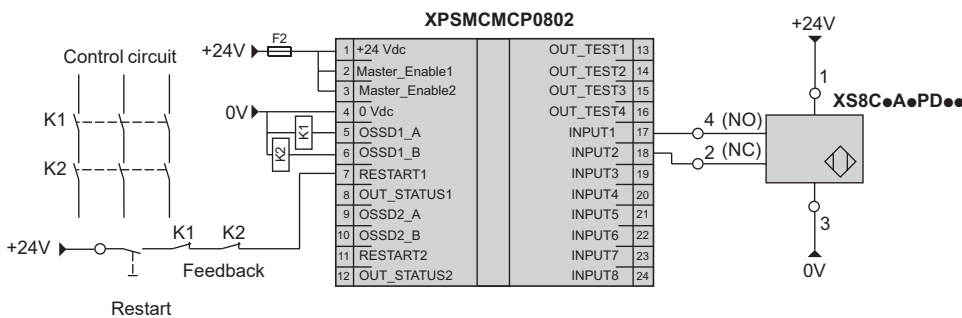 XPSMCMCP0802
+24V
F2
Control circuit
K1
K2
0V
K1
K2
1 +24 Vdc
2 Master_Enable1
3 Master_Enable2
4 0 Vdc
5 OSSD1_A
6 OSSD1_B
7 RESTART1
8 OUT_STATUS1
9 OSSD2_A
10 OSSD2_B
11 RESTART2
12 OUT_STATUS2
OUT_TEST1 13
OUT_TEST2 14
OUT_TEST3 15
OUT_TEST4 16
INPUT1 17
INPUT2 18
INPUT3 19
INPUT4 20
INPUT5 21
INPUT6 22
INPUT7 23
INPUT8 24
+24V
1
XS8C●A●PD●●
4 (NO)
2 (NC)
3
0V
+24V
K1 K2
Feedback
Restart